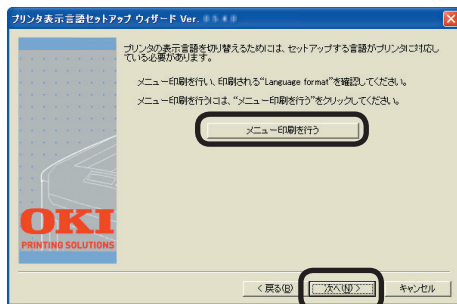 プリンタ表示言語セットアップ ウィザード Ver.
プリンタの表示言語を切り替えるためには、セットアップする言語がプリンタに対応し
ている必要があります。
メニュー印刷を行い、印刷される"Language format"を確認してください。
メニュー印刷を行うには、"メニュー印刷を行う"をクリックしてください。
メニュー印刷を行う
OKI
PRINTING SOLUTIONS
< 戻る(B)
次へ(N) >
キャンセル